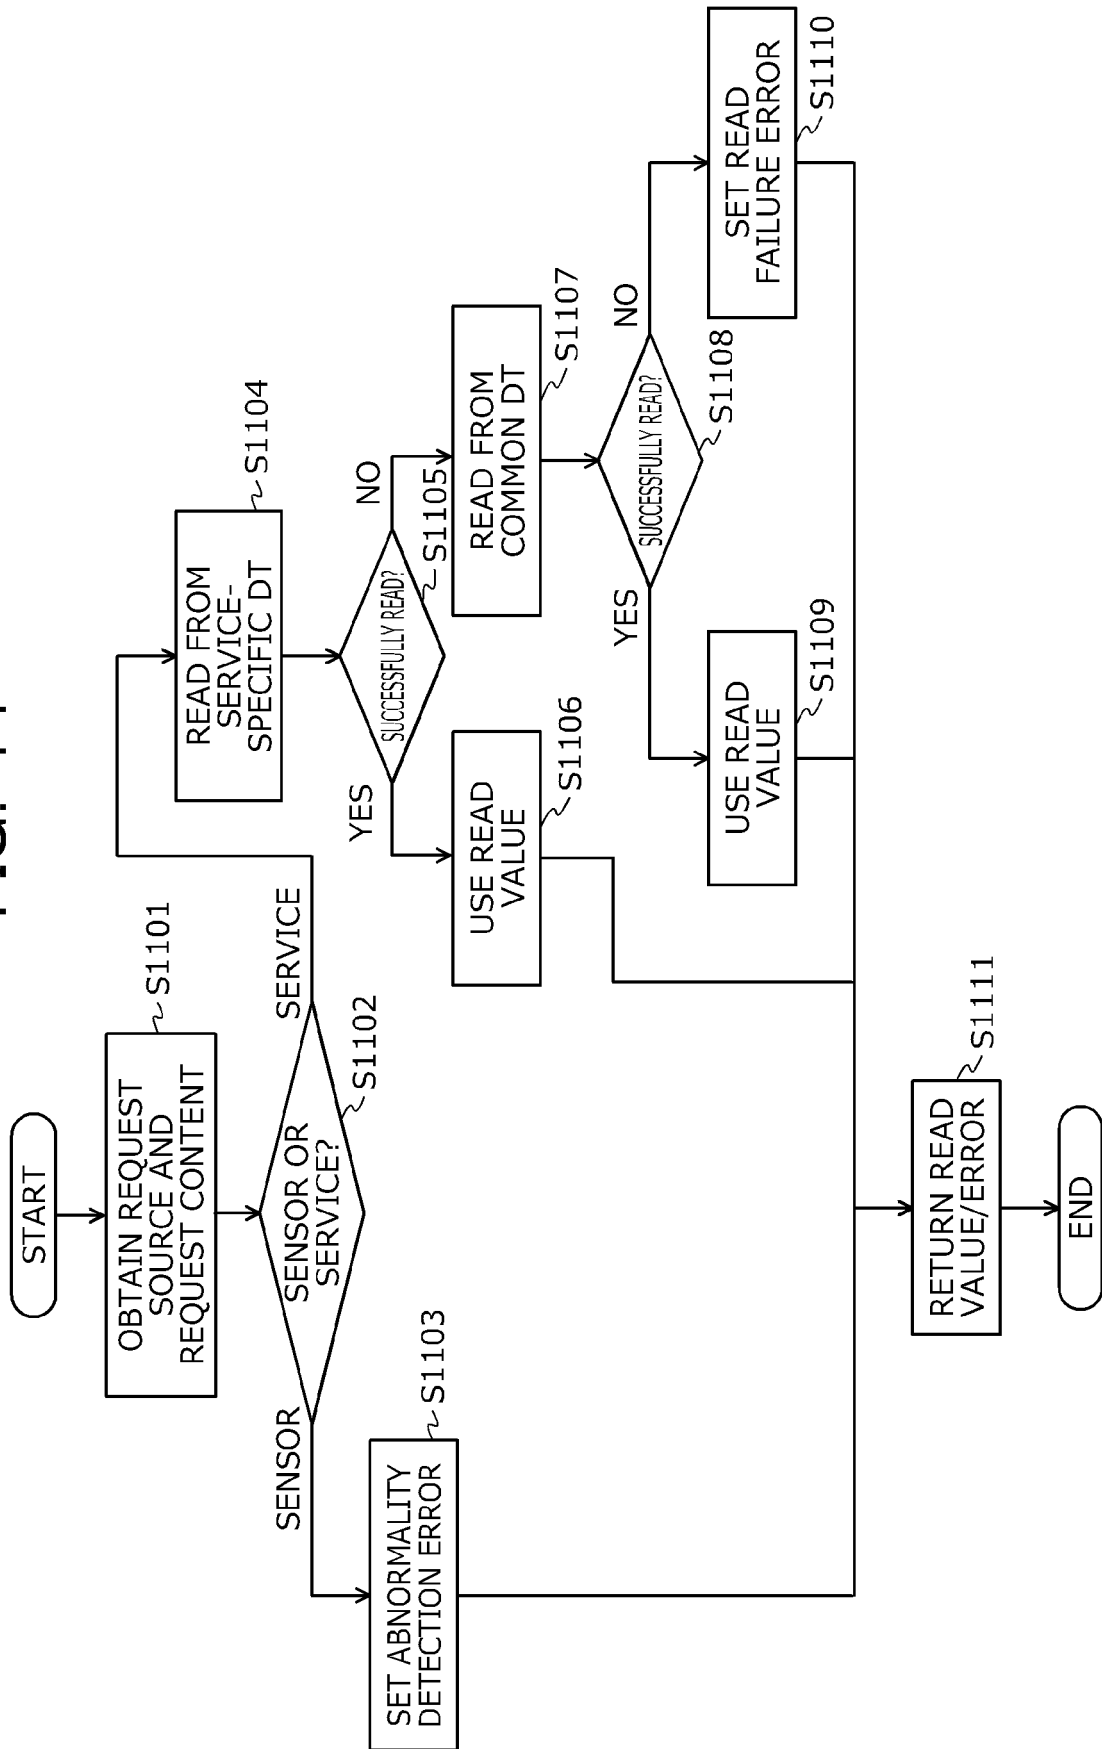 START
OBTAIN REQUEST
SOURCE AND
REQUEST CONTENT
S1101
SENSOR OR
SERVICE?
S1102
SENSOR
SERVICE
SET ABNORMALITY
DETECTION ERROR
S1103
READ FROM
SERVICE-
SPECIFIC DT
S1104
SUCCESSFULLY READ?
S1105
YES
NO
USE READ
VALUE
S1106
READ FROM
COMMON DT
S1107
SUCCESSFULLY READ?
S1108
YES
NO
USE READ
VALUE
S1109
SET READ
FAILURE ERROR
S1110
RETURN READ
VALUE/ERROR
S1111
END